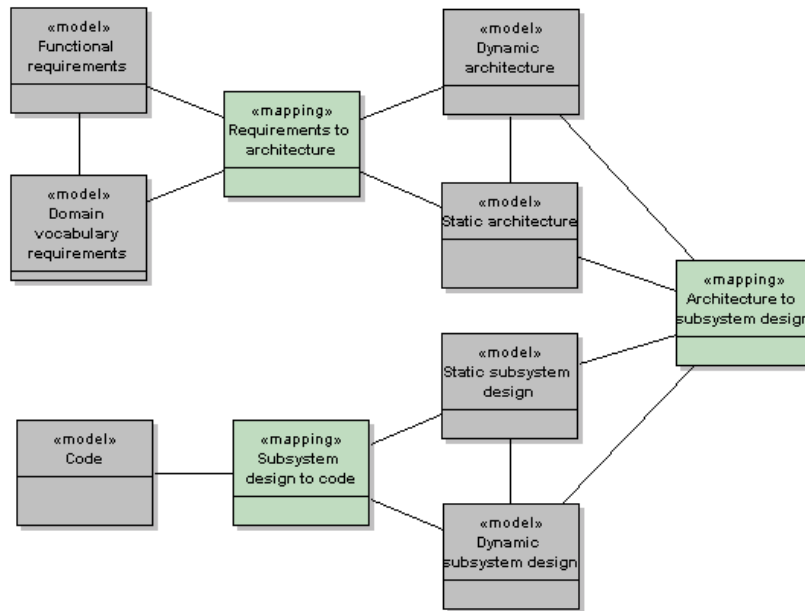 «model»
Functional
requirements
«model»
Dynamic
architecture
«mapping»
Requirements to
architecture
«model»
Domain
vocabulary
requirements
«model»
Static architecture
«mapping»
Architecture to
subsystem design
«model»
Static subsystem
design
«model»
Code
«mapping»
Subsystem
design to code
«model»
Dynamic
subsystem design